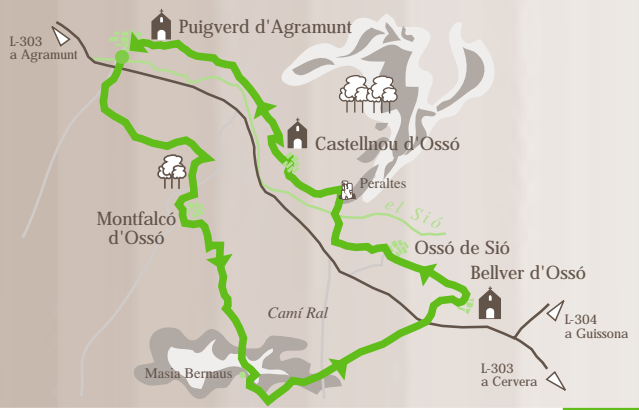 Puigverd d'Agramunt
L-303
a Agramunt
Castellnou d'Ossó
Peraltes
el Sió
Montfalcó
d'Ossó
Ossó de Sió
Bellver d'Ossó
Camí Ral
L-304
a Guissona
Masia Bernaus
L-303
a Cervera